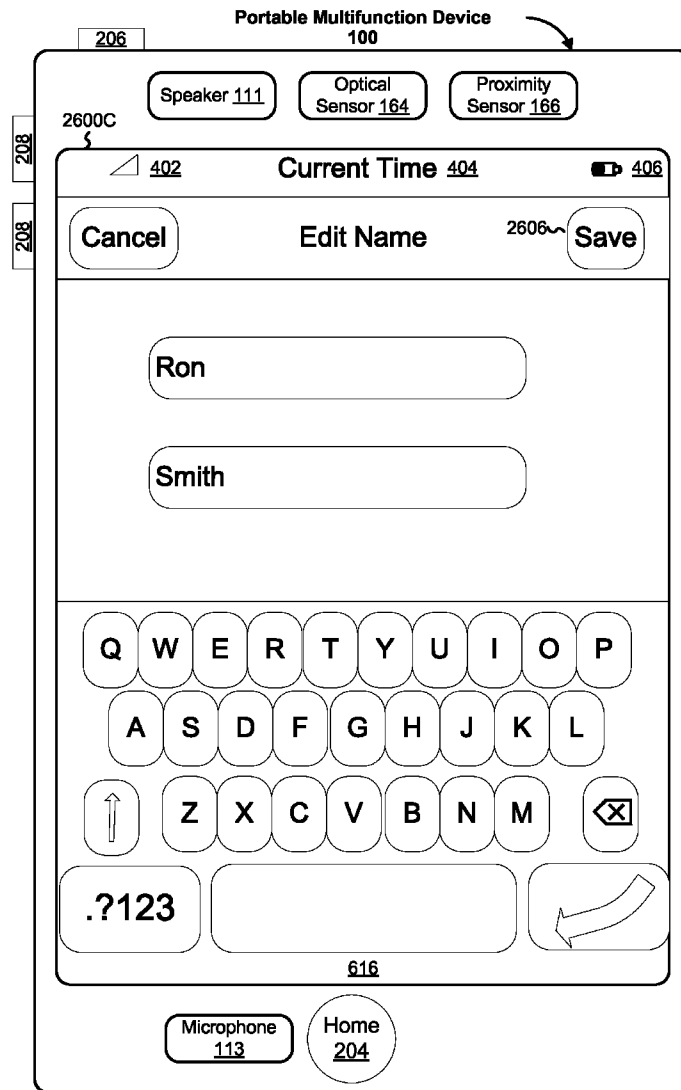 Portable Multifunction Device
100
206
Speaker 111
Optical
Sensor 164
Proximity
Sensor 166
2600C
208
208
402
Current Time 404
406
Cancel
Edit Name
2606
Save
Ron
Smith
Q W E R T Y U I O P
A S D F G H J K L
Z X C V B N M
.?123
616
Microphone
113
Home
204